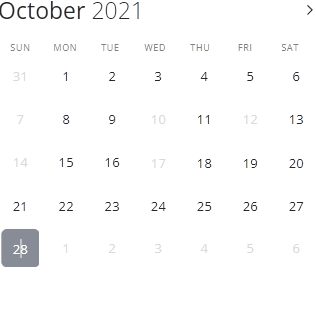 October 2021
SUN MON TUE WED THU FRI SAT
31 1 2 3 4 5 6
7 8 9 10 11 12 13
14 15 16 17 18 19 20
21 22 23 24 25 26 27
28 1 2 3 4 5 6